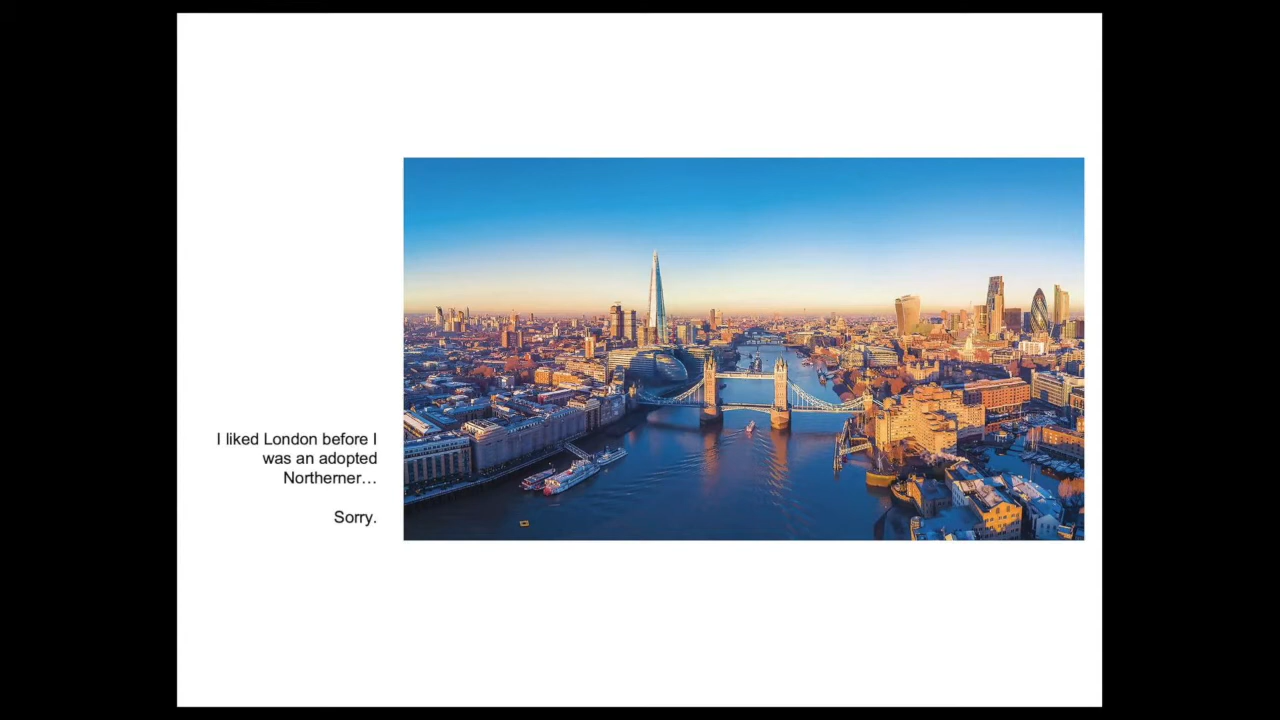 I liked London before I
was an adopted
Northerner…
Sorry.